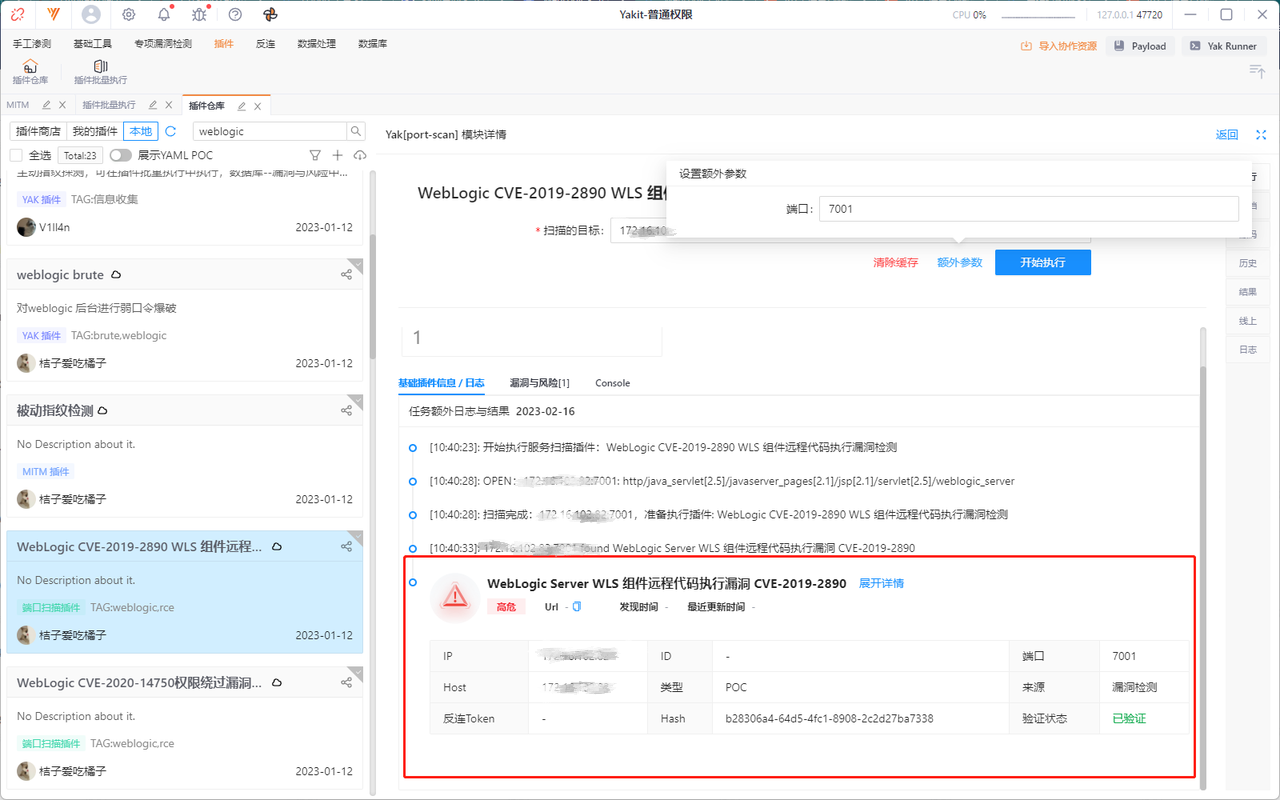 Yakit-普通权限
CPU 0%
127.0.0.1 47720
手工渗测 基础工具 专项漏洞检测 插件 反连 数据处理 数据库
导入协作资源 Payload Yak Runner
插件仓库 插件批量执行
MITM 插件批量执行 插件仓库
插件商店 我的插件 本地 weblogic
全选 Total:23 展示YAML POC
主动指纹探测，可在插件批量执行中执行，数据库--漏洞与风险中...
YAK 插件 TAG:信息收集
V1ll4n 2023-01-12
weblogic brute
对weblogic 后台进行弱口令爆破
YAK 插件 TAG:brute,weblogic
桔子爱吃橘子 2023-01-12
被动指纹检测
No Description about it.
MITM 插件
桔子爱吃橘子 2023-01-12
WebLogic CVE-2019-2890 WLS 组件远程...
No Description about it.
端口扫描插件 TAG:weblogic,rce
桔子爱吃橘子 2023-01-12
WebLogic CVE-2020-14750权限绕过漏洞...
No Description about it.
端口扫描插件 TAG:weblogic,rce
桔子爱吃橘子 2023-01-12
Yak[port-scan] 模块详情 返回
设置额外参数
端口: 7001
WebLogic CVE-2019-2890 WLS
* 扫描的目标:
清除缓存 额外参数 开始执行
历史
结果
线上
日志
1
基础插件信息 / 日志 漏洞与风险[1] Console
任务额外日志与结果 2023-02-16
[10:40:23]: 开始执行服务扫描插件：WebLogic CVE-2019-2890 WLS 组件远程代码执行漏洞检测
[10:40:28]: OPEN: :7001: http/java_servlet[2.5]/javaserver_pages[2.1]/jsp[2.1]/servlet[2.5]/weblogic_server
[10:40:28]: 扫描完成： :7001，准备执行插件: WebLogic CVE-2019-2890 WLS 组件远程代码执行漏洞检测
[10:40:33]: found WebLogic Server WLS 组件远程代码执行漏洞 CVE-2019-2890
WebLogic Server WLS 组件远程代码执行漏洞 CVE-2019-2890 展开详情
高危 Url - 发现时间 - 最近更新时间 -
IP ID - 端口 7001
Host 类型 POC 来源 漏洞检测
反连Token - Hash b28306a4-64d5-4fc1-8908-2c2d27ba7338 验证状态 已验证